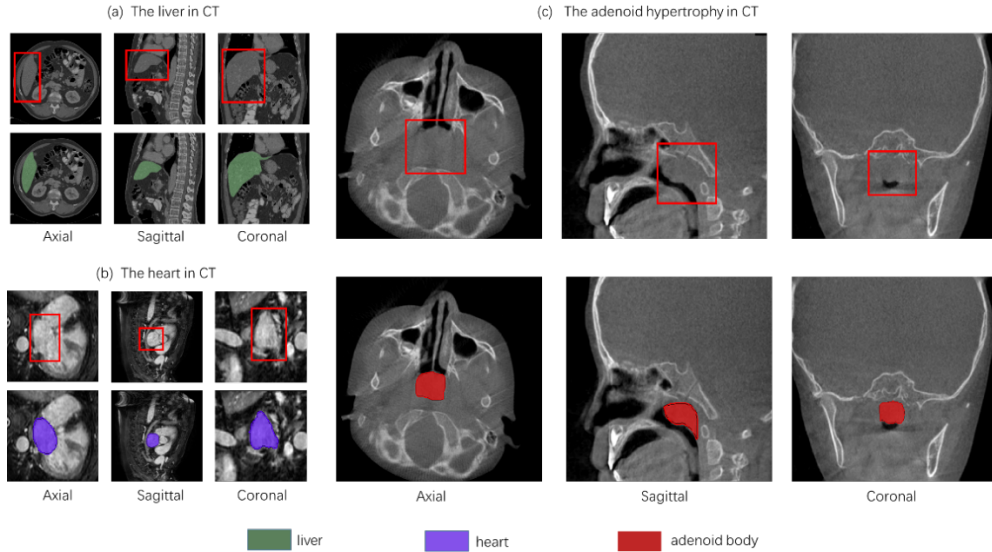 (a) The liver in CT
(c) The adenoid hypertrophy in CT
Axial
Sagittal
Coronal
(b) The heart in CT
Axial
Sagittal
Coronal
Axial
Sagittal
Coronal
liver
heart
adenoid body